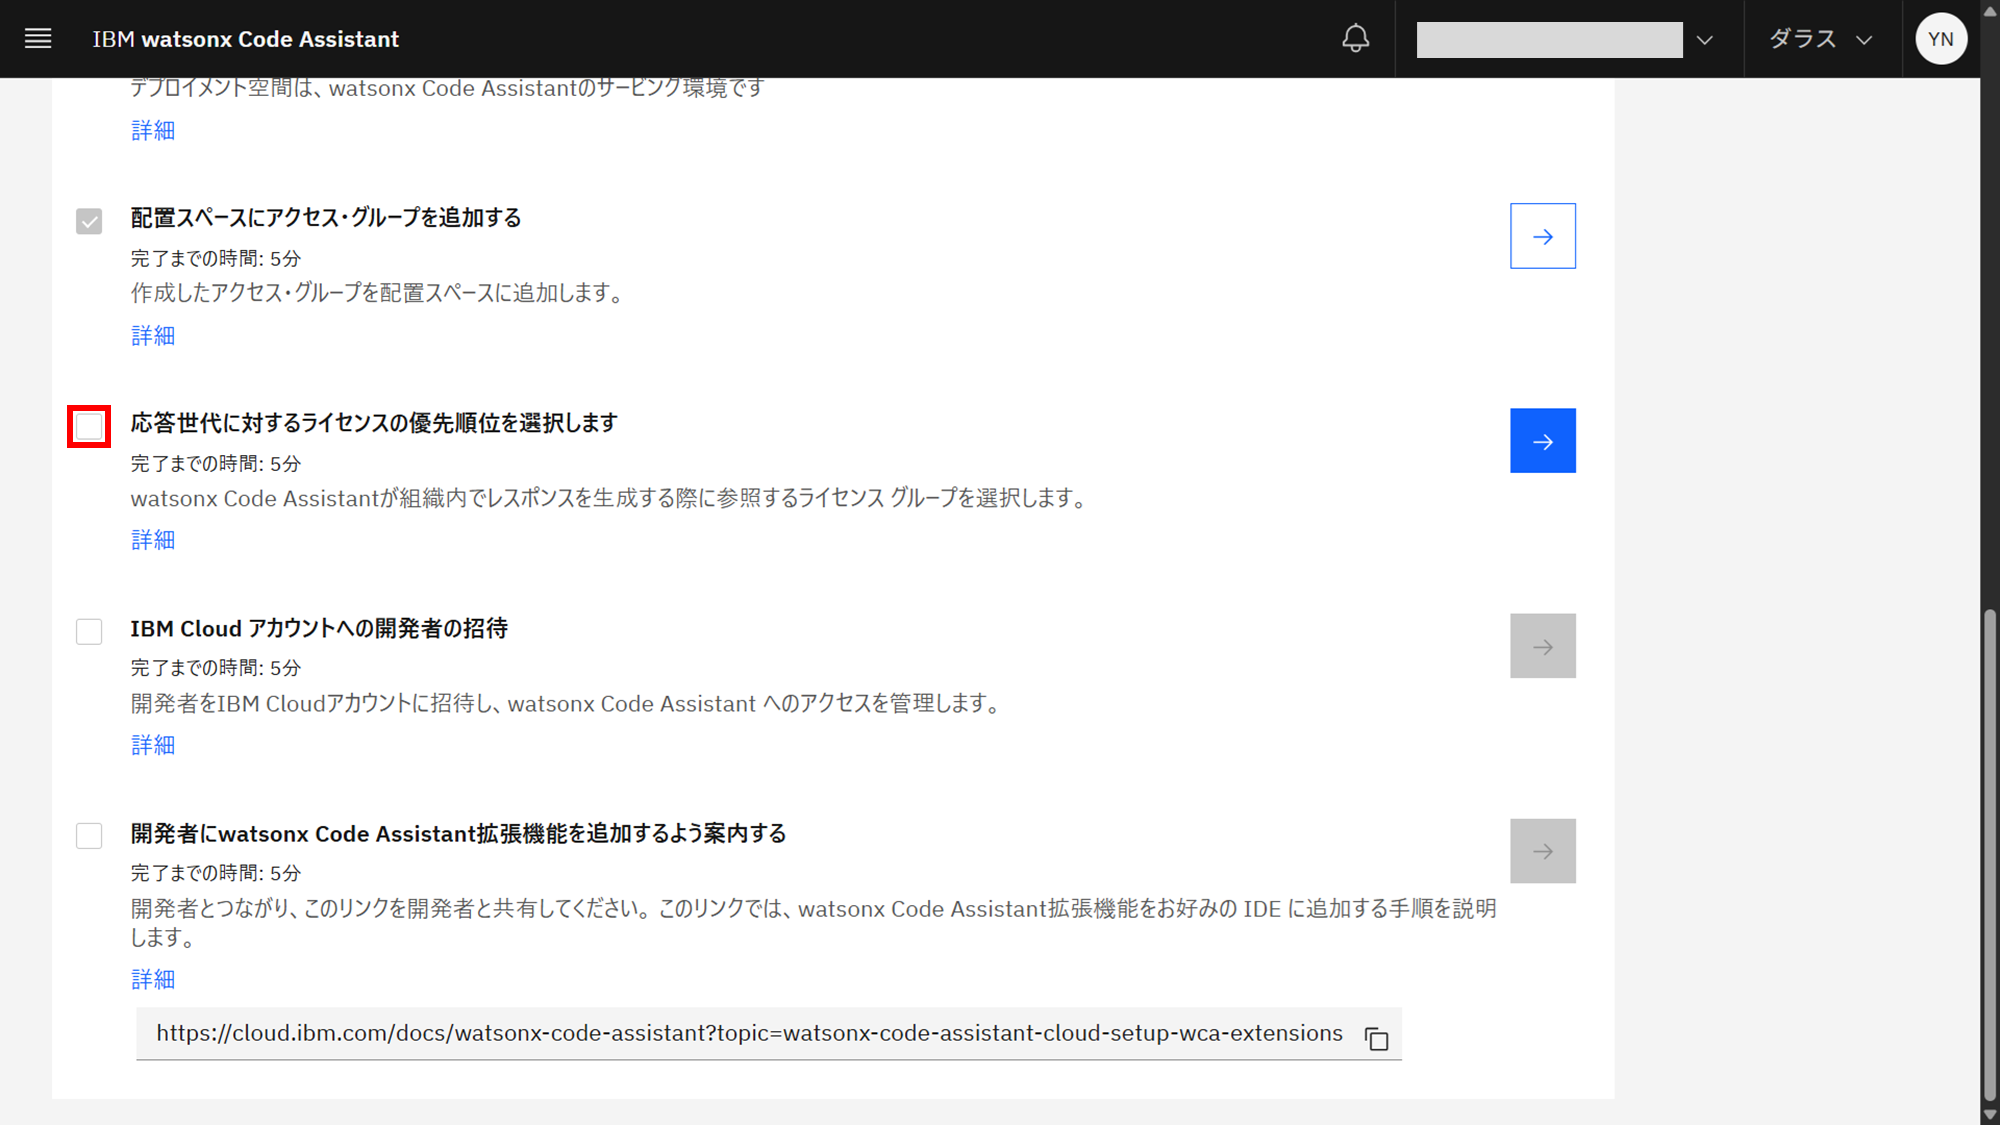 IBM watsonx Code Assistant
ダラス
YN
デプロイメント空間は、watsonx Code Assistantのサービング環境です
詳細
配置スペースにアクセス・グループを追加する
完了までの時間: 5分
作成したアクセス・グループを配置スペースに追加します。
詳細
応答世代に対するライセンスの優先順位を選択します
完了までの時間: 5分
watsonx Code Assistantが組織内でレスポンスを生成する際に参照するライセンス グループを選択します。
詳細
IBM Cloud アカウントへの開発者の招待
完了までの時間: 5分
開発者をIBM Cloudアカウントに招待し、watsonx Code Assistant へのアクセスを管理します。
詳細
開発者にwatsonx Code Assistant拡張機能を追加するよう案内する
完了までの時間: 5分
開発者とつながり、このリンクを開発者と共有してください。このリンクでは、watsonx Code Assistant拡張機能をお好みの IDE に追加する手順を説明
します。
詳細
https://cloud.ibm.com/docs/watsonx-code-assistant?topic=watsonx-code-assistant-cloud-setup-wca-extensions